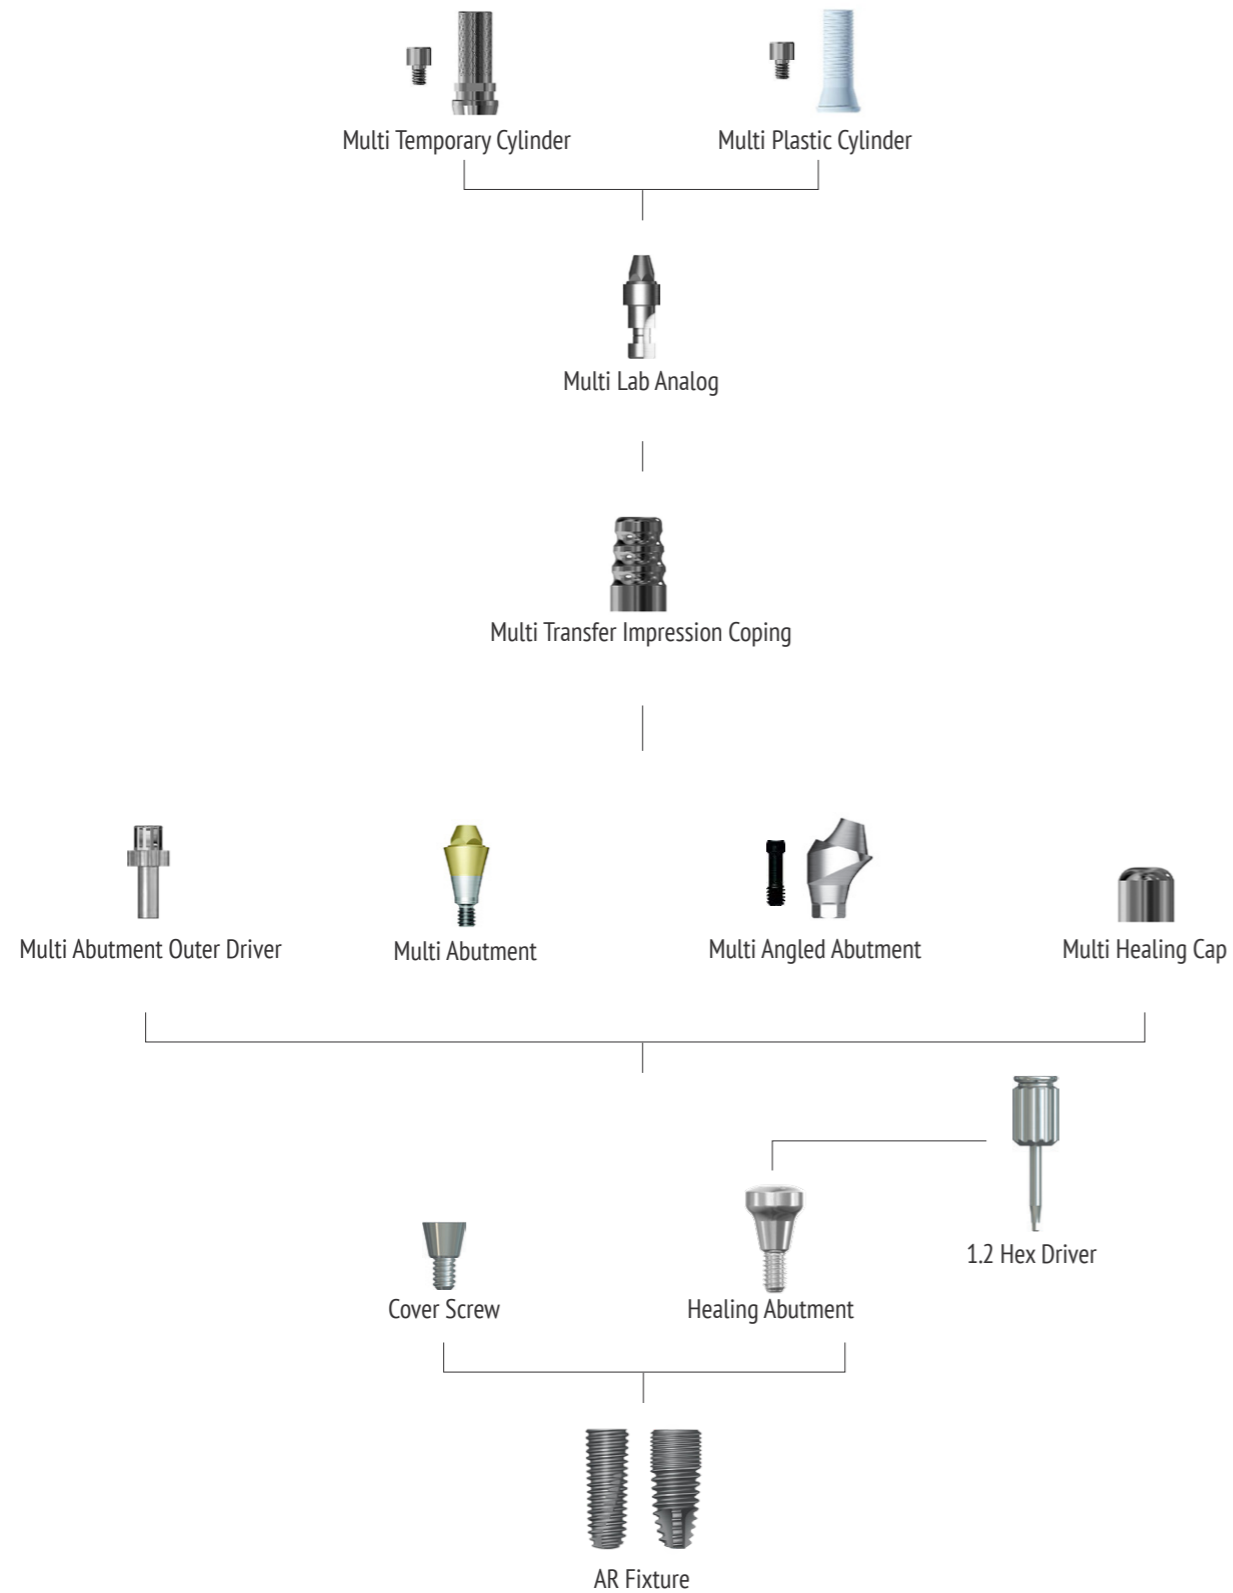 Multi Temporary Cylinder
Multi Plastic Cylinder
Multi Lab Analog
Multi Transfer Impression Coping
Multi Abutment Outer Driver
Multi Abutment
Multi Angled Abutment
Multi Healing Cap
1.2 Hex Driver
Cover Screw
Healing Abutment
AR Fixture